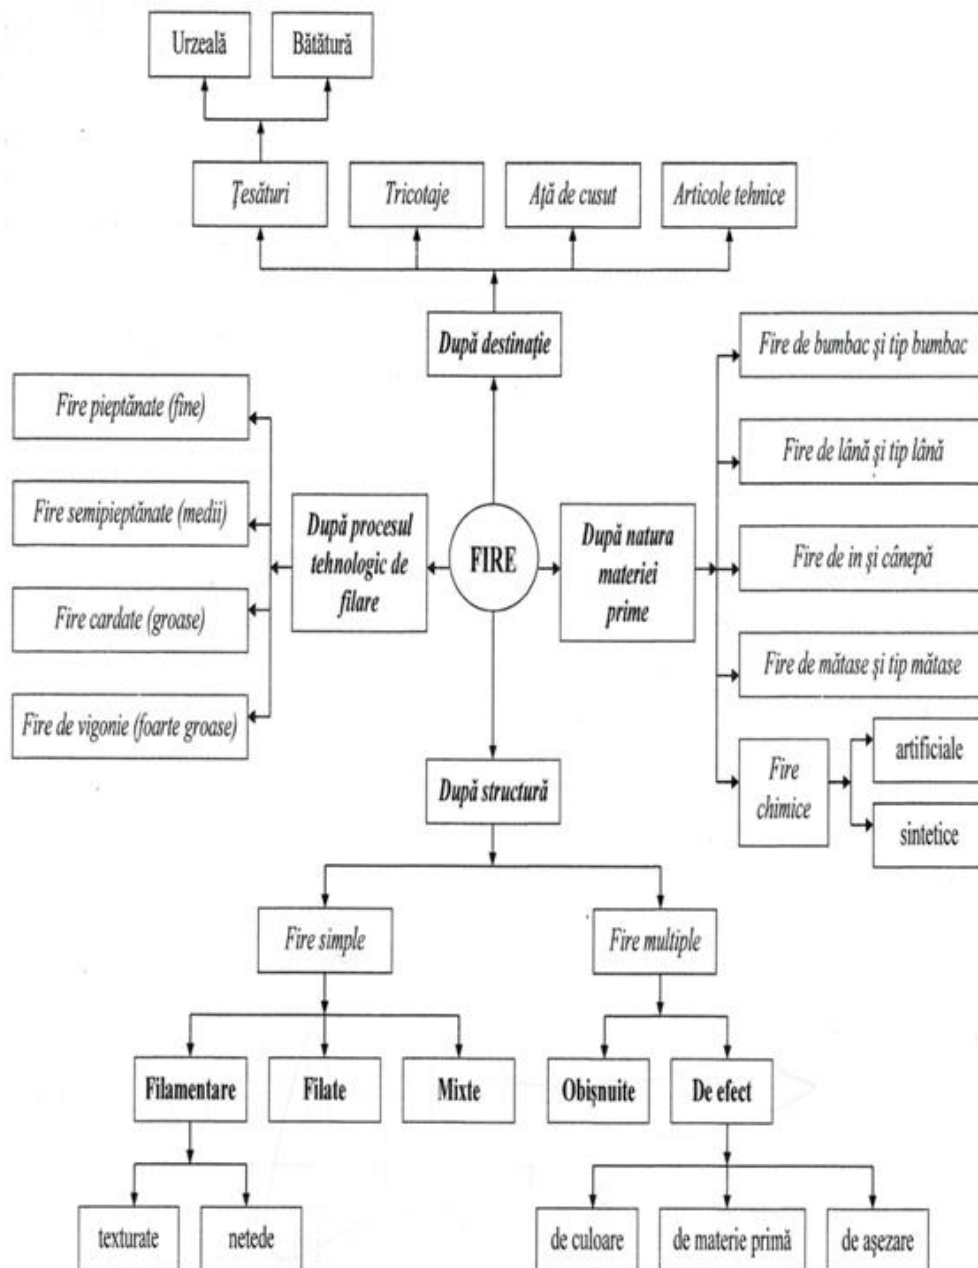 Urzeală
Bătătură
Țesături
Tricotaje
Ață de cusut
Articole tehnice
După destinație
Fire de bumbac și tip bumbac
Fire pieptănate (fine)
Fire de lână și tip lână
Fire semipieptănate (medii)
După procesul
tehnologic de
filare
FIRE
După natura
materiei
prime
Fire de in și cânepă
Fire cardate (groase)
Fire de mătase și tip mătase
Fire de vigonie (foarte groase)
Fire
chimice
artificiale
sintetice
După structură
Fire simple
Fire multiple
Filamentare
Filate
Mixte
Obișnuite
De efect
texturate
netede
de culoare
de materie primă
de așezare